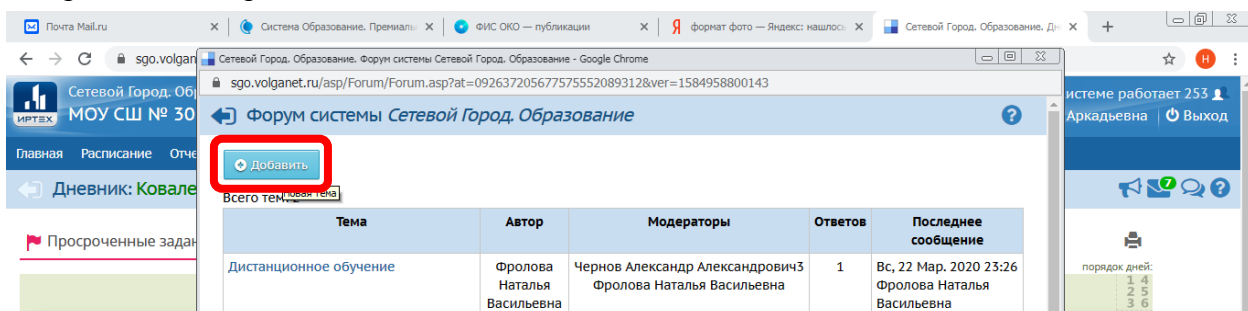 Почта Mail.ru
Система Образование. Премиаль
ФИС ОКО — публикации
формат фото — Яндекс: нашлось
Сетевой Город. Образование. Дн
sgo.volgan
Сетевой Город. Образование. Форум системы Сетевой Город. Образование - Google Chrome
Н
sgo.volganet.ru/asp/Forum/Forum.asp?at=092637205677575552089312&ver=1584958800143
ИРТЕХ
Сетевой Город. Об
МОУ СШ № 30
Форум системы Сетевой Город. Образование
истеме работает 253
Аркадьевна
Выход
Главная Расписание Отче
Добавить
Дневник: Ковале
7
новая тема
Всего тем: 2
Тема Автор Модераторы Ответов Последнее
сообщение
Просроченные задан
Дистанционное обучение
Фролова
Наталья
Васильевна
Чернов Александр Александрович3
Фролова Наталья Васильевна
1
Вс, 22 Мар. 2020 23:26
Фролова Наталья
Васильевна
порядок дней:
1 4
2 5
3 6